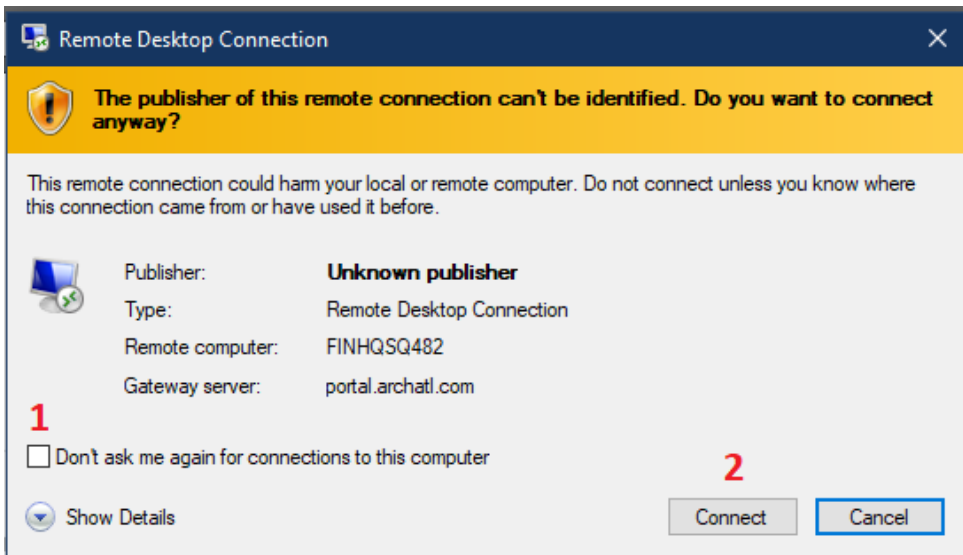 Remote Desktop Connection
The publisher of this remote connection can't be identified. Do you want to connect
anyway?
This remote connection could harm your local or remote computer. Do not connect unless you know where
this connection came from or have used it before.
Publisher: Unknown publisher
Type: Remote Desktop Connection
Remote computer: FINHQSQ482
Gateway server: portal.archatl.com
1
Don't ask me again for connections to this computer
2
Show Details Connect Cancel